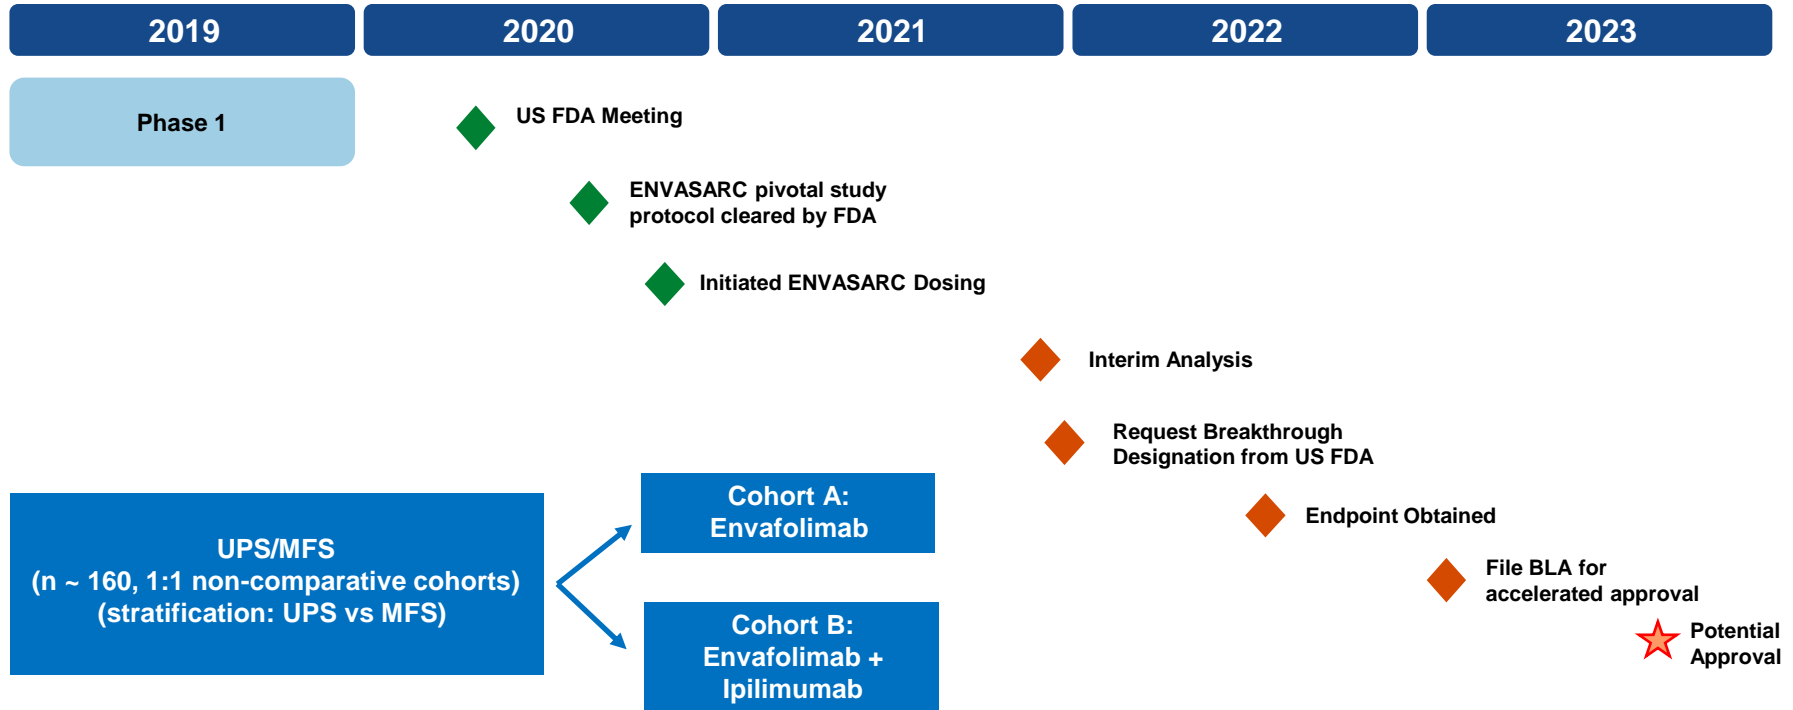 2019
2020
2021
2022
2023
Phase 1
US FDA Meeting
ENVASARC pivotal study
protocol cleared by FDA
Initiated ENVASARC Dosing
Interim Analysis
Request Breakthrough
Designation from US FDA
Endpoint Obtained
File BLA for
accelerated approval
Potential
Approval
UPS/MFS
(n ~ 160, 1:1 non-comparative cohorts)
(stratification: UPS vs MFS)
Cohort A:
Envafolimab
Cohort B:
Envafolimab +
Ipilimumab